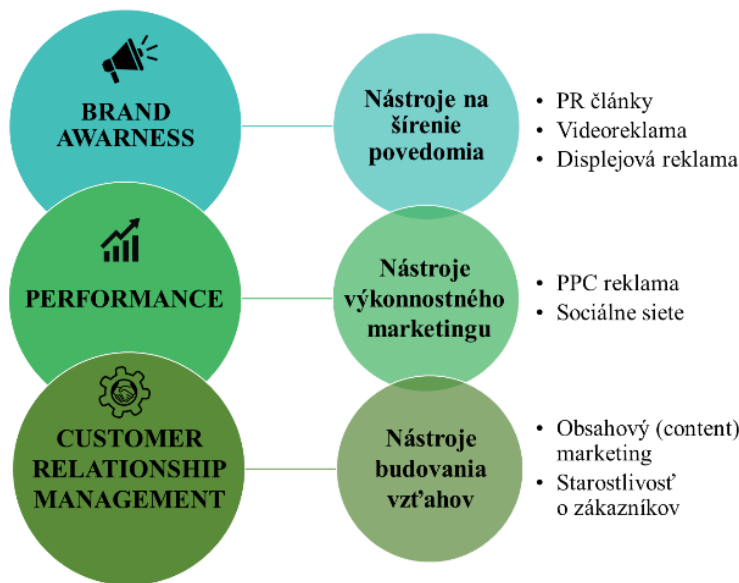 BRAND
AWARNESS
Nástroje na
šírenie
povedomia
• PR články
• Videoreklama
• Displejová reklama
PERFORMANCE
Nástroje
výkonnostného
marketingu
• PPC reklama
• Sociálne siete
CUSTOMER
RELATIONSHIP
MANAGEMENT
Nástroje
budovania
vzťahov
• Obsahový (content)
marketing
• Starostlivosť
o zákazníkov